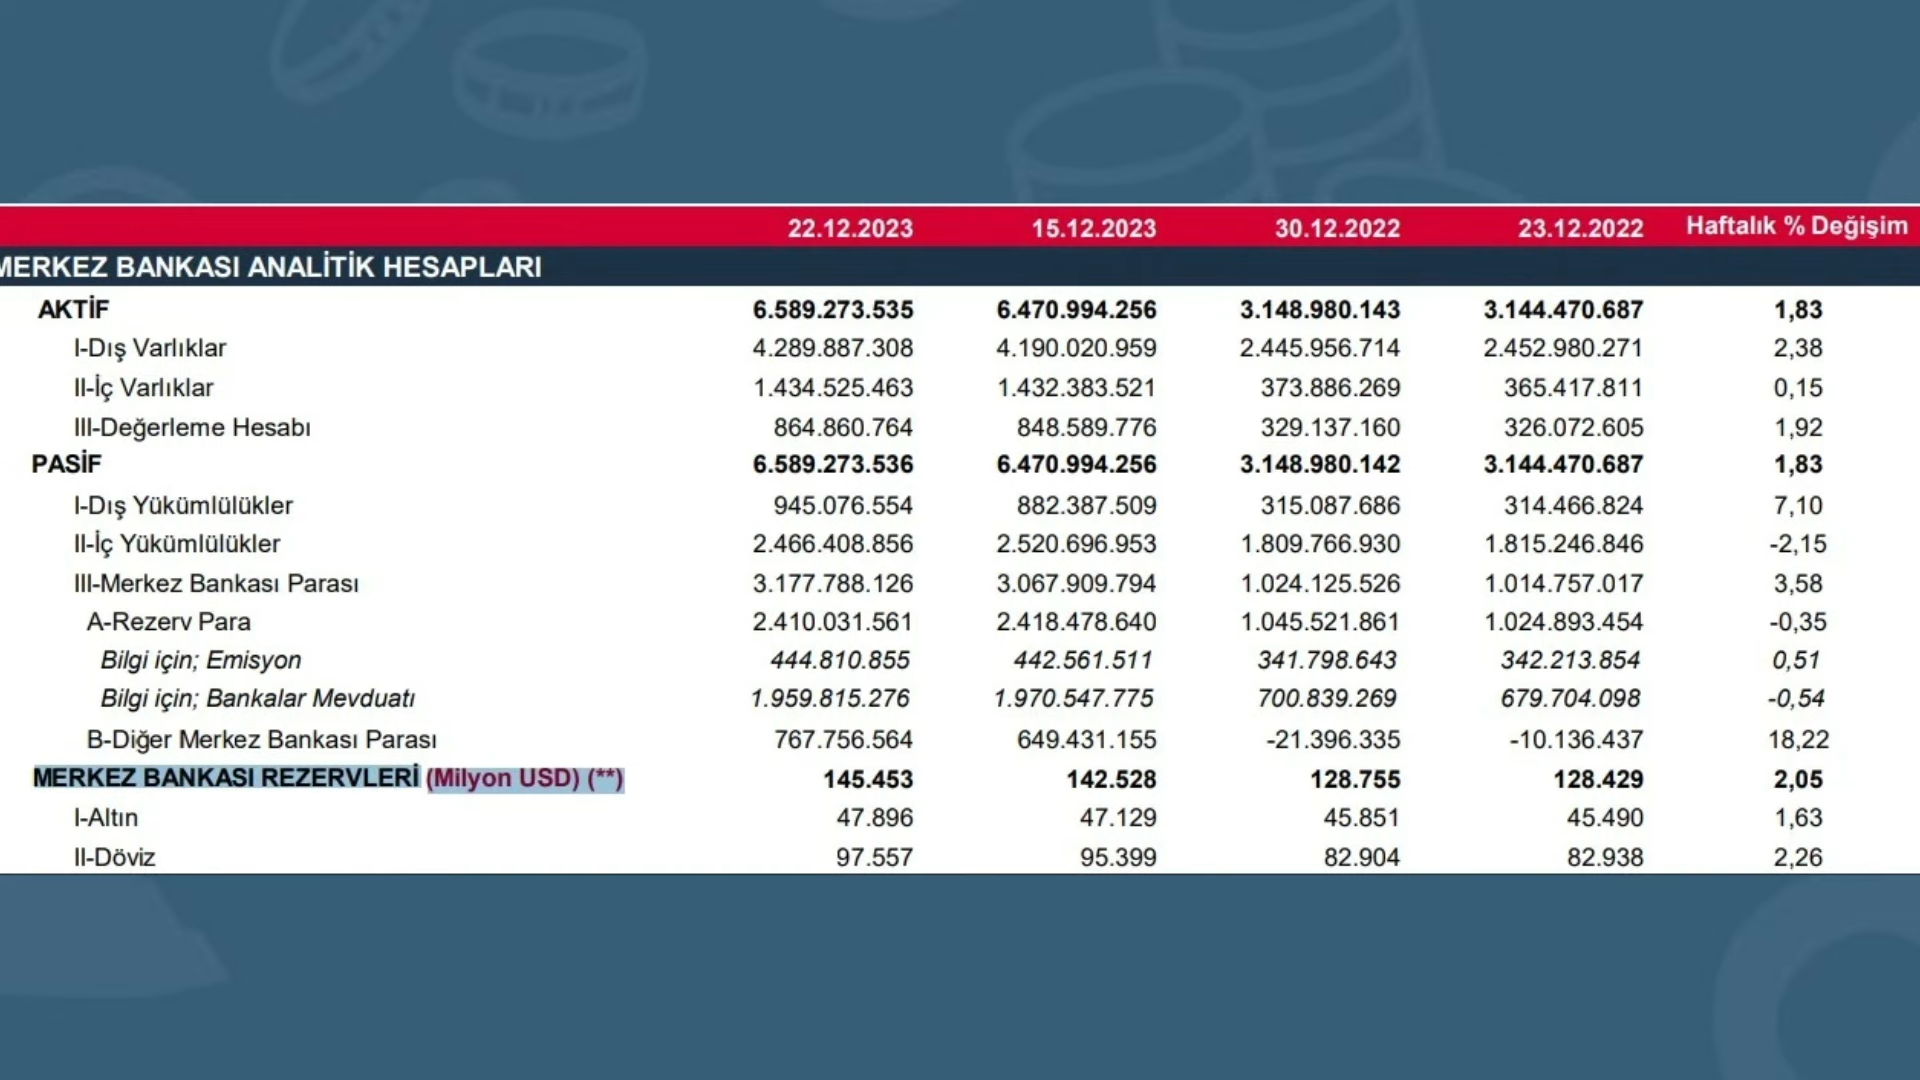 22.12.2023 15.12.2023 30.12.2022 23.12.2022 Haftalık % Değişim
MERKEZ BANKASI ANALİTİK HESAPLARI
AKTİF 6.589.273.535 6.470.994.256 3.148.980.143 3.144.470.687 1,83
I-Dış Varlıklar 4.289.887.308 4.190.020.959 2.445.956.714 2.452.980.271 2,38
II-İç Varlıklar 1.434.525.463 1.432.383.521 373.886.269 365.417.811 0,15
III-Değerleme Hesabı 864.860.764 848.589.776 329.137.160 326.072.605 1,92
PASİF 6.589.273.536 6.470.994.256 3.148.980.142 3.144.470.687 1,83
I-Dış Yükümlülükler 945.076.554 882.387.509 315.087.686 314.466.824 7,10
II-İç Yükümlülükler 2.466.408.856 2.520.696.953 1.809.766.930 1.815.246.846 -2,15
III-Merkez Bankası Parası 3.177.788.126 3.067.909.794 1.024.125.526 1.014.757.017 3,58
A-Rezerv Para 2.410.031.561 2.418.478.640 1.045.521.861 1.024.893.454 -0,35
Bilgi için; Emisyon 444.810.855 442.561.511 341.798.643 342.213.854 0,51
Bilgi için; Bankalar Mevduatı 1.959.815.276 1.970.547.775 700.839.269 679.704.098 -0,54
B-Diğer Merkez Bankası Parası 767.756.564 649.431.155 -21.396.335 -10.136.437 18,22
MERKEZ BANKASI REZERVLERİ (Milyon USD) (**) 145.453 142.528 128.755 128.429 2,05
I-Altın 47.896 47.129 45.851 45.490 1,63
II-Döviz 97.557 95.399 82.904 82.938 2,26